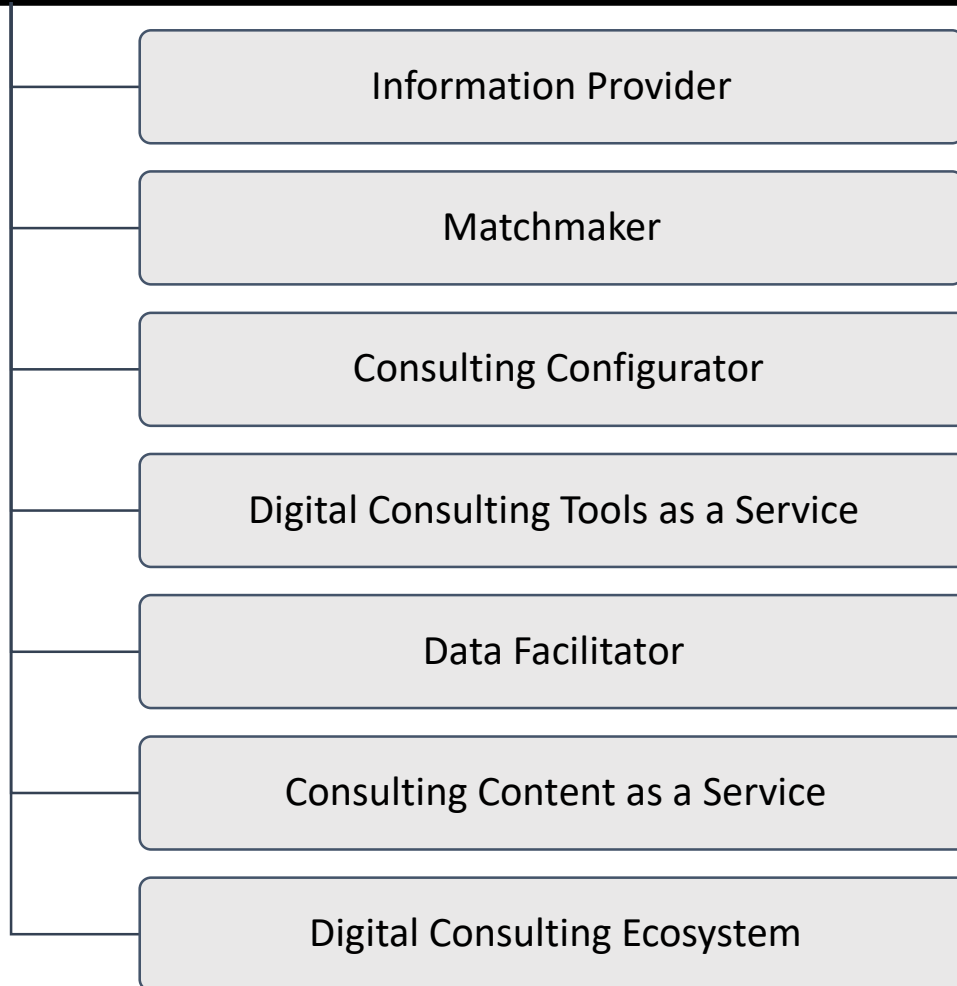 Information Provider
Matchmaker
Consulting Configurator
Digital Consulting Tools as a Service
Data Facilitator
Consulting Content as a Service
Digital Consulting Ecosystem